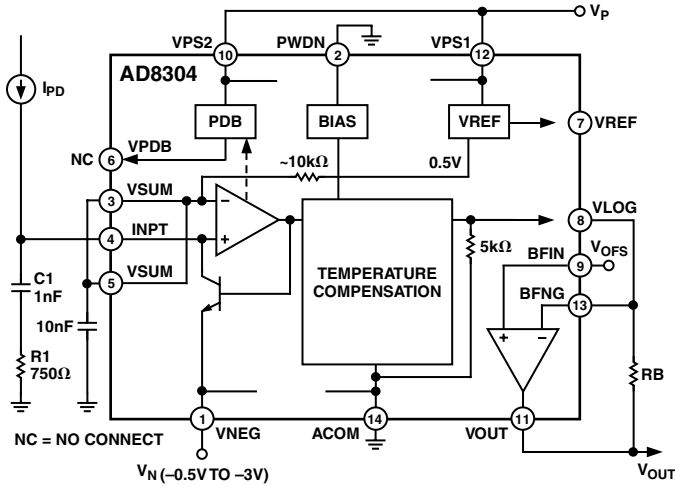 V_P
VPS2
PWDN
VPS1
10
2
12
AD8304
I_PD
PDB
BIAS
VREF
7
VREF
VPDB
NC
6
~10kΩ
0.5V
3
VSUM
VLOG
8
4
INPT
5kΩ
BFIN
V_OFS
9
C1
1nF
5
VSUM
TEMPERATURE
COMPENSATION
BFNG
13
10nF
R1
750Ω
RB
1
14
11
VNEG
ACOM
VOUT
NC = NO CONNECT
V_N (–0.5V TO –3V)
V_OUT
−
+
+
−